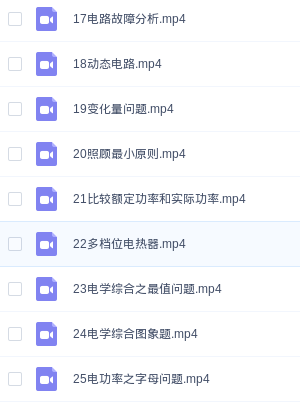 17电路故障分析.mp4
18动态电路.mp4
19变化量问题.mp4
20照顾最小原则.mp4
21比较额定功率和实际功率.mp4
22多档位电热器.mp4
23电学综合之最值问题.mp4
24电学综合图象题.mp4
25电功率之字母问题.mp4